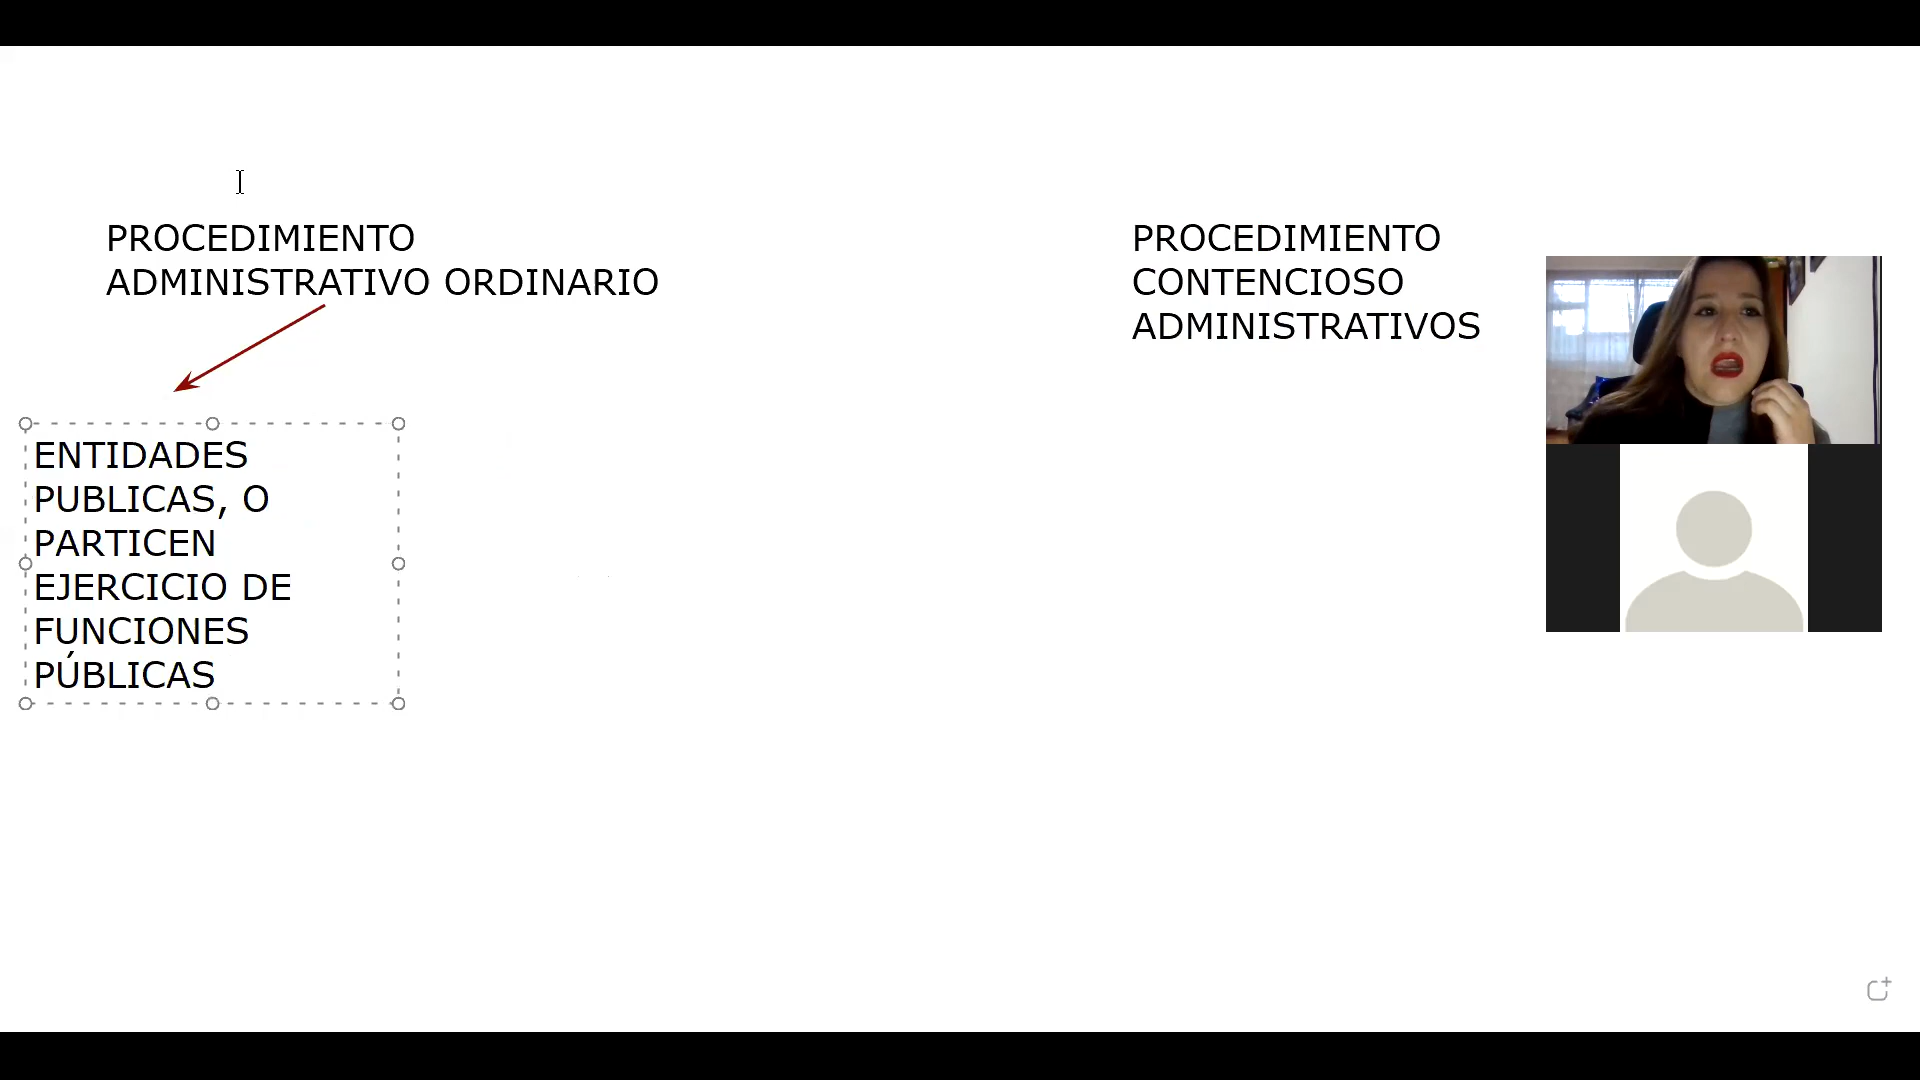 PROCEDIMIENTO
ADMINISTRATIVO ORDINARIO
ENTIDADES
PUBLICAS, O
PARTICEN
EJERCICIO DE
FUNCIONES
PÚBLICAS
PROCEDIMIENTO
CONTENCIOSO
ADMINISTRATIVOS